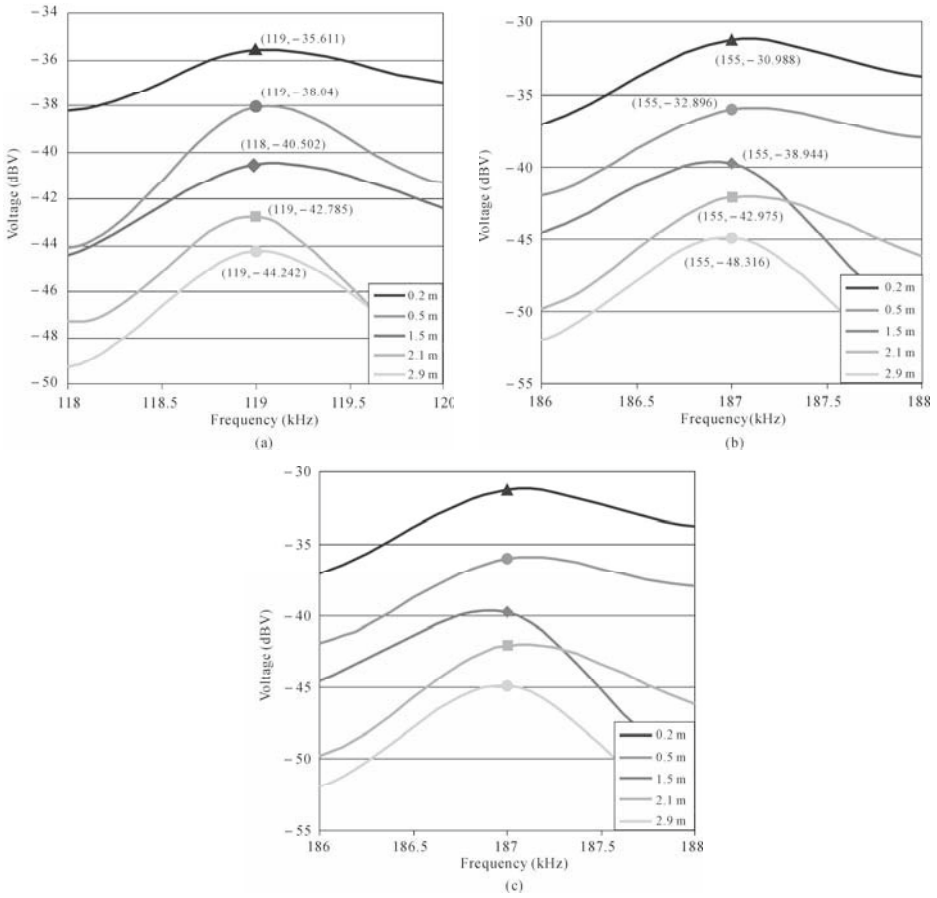 −34
−36
−38
−40
−42
−44
−46
−48
−50
Voltage (dBV)
(119,−35.611)
(119,−38.04)
(118,−40.502)
(119,−42.785)
(119,−44.242)
0.2 m
0.5 m
1.5 m
2.1 m
2.9 m
118
118.5
119
119.5
120
Frequency (kHz)
(a)
−30
−35
−40
−45
−50
−55
Voltage (dBV)
(155,−30.988)
(155,−32.896)
(155,−38.944)
(155,−42.975)
(155,−48.316)
0.2 m
0.5 m
1.5 m
2.1 m
2.9 m
186
186.5
187
187.5
188
Frequency (kHz)
(b)
−30
−35
−40
−45
−50
−55
Voltage (dBV)
0.2 m
0.5 m
1.5 m
2.1 m
2.9 m
186
186.5
187
187.5
188
Frequency (kHz)
(c)